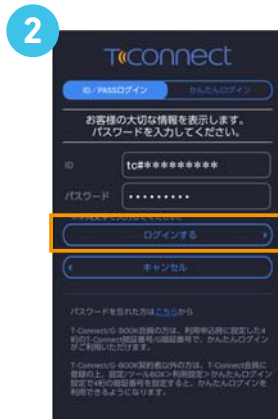 2
T-CONNECT
ID/PASSログイン
かんたんログイン
お客様の大切な情報を表示します。
パスワードを入力してください。
ID
tc#*********
パスワード
•••••••••
ログインする
キャンセル
パスワードを忘れた方はこちらから
T-Connect/G-BOOK会員の方は、利用申込時に設定した4
桁のT-Connect認証番号/G暗証番号で、かんたんログイン
がご利用いただけます。
T-Connect/G-BOOK契約者以外の方は、T-Connect会員に
登録の上、設定/ツールBOX>利用設定>かんたんログイン
設定で4桁の暗証番号を設定すると、かんたんログインを
利用できるようになります。